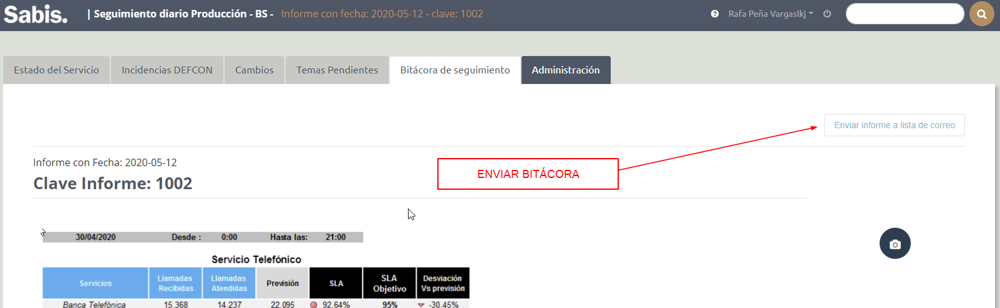 Sabis. | Seguimiento diario Producción - BS - Informe con fecha: 2020-05-12 - clave: 1002 Rafa Peña Vargaslkj
Estado del Servicio Incidencias DEFCON Cambios Temas Pendientes Bitácora de seguimiento Administración
Enviar informe a lista de correo
Informe con Fecha: 2020-05-12
ENVIAR BITÁCORA
Clave Informe: 1002
30/04/2020 Desde : 0:00 Hasta las: 21:00
Servicio Telefónico
Servicios Llamadas Recibidas Llamadas Atendidas Previsión SLA SLA Objetivo Desviación Vs previsión
Banca Telefónica 15.368 14.237 22.095 92.64% 95% -30.45%